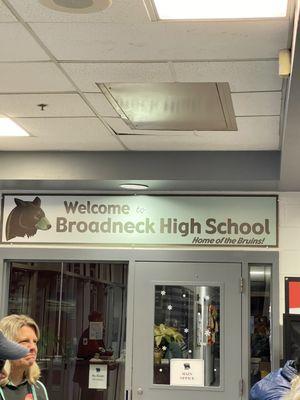 Welcome to
Broadneck High School
Home of the Bruins!
MAIN
OFFICE